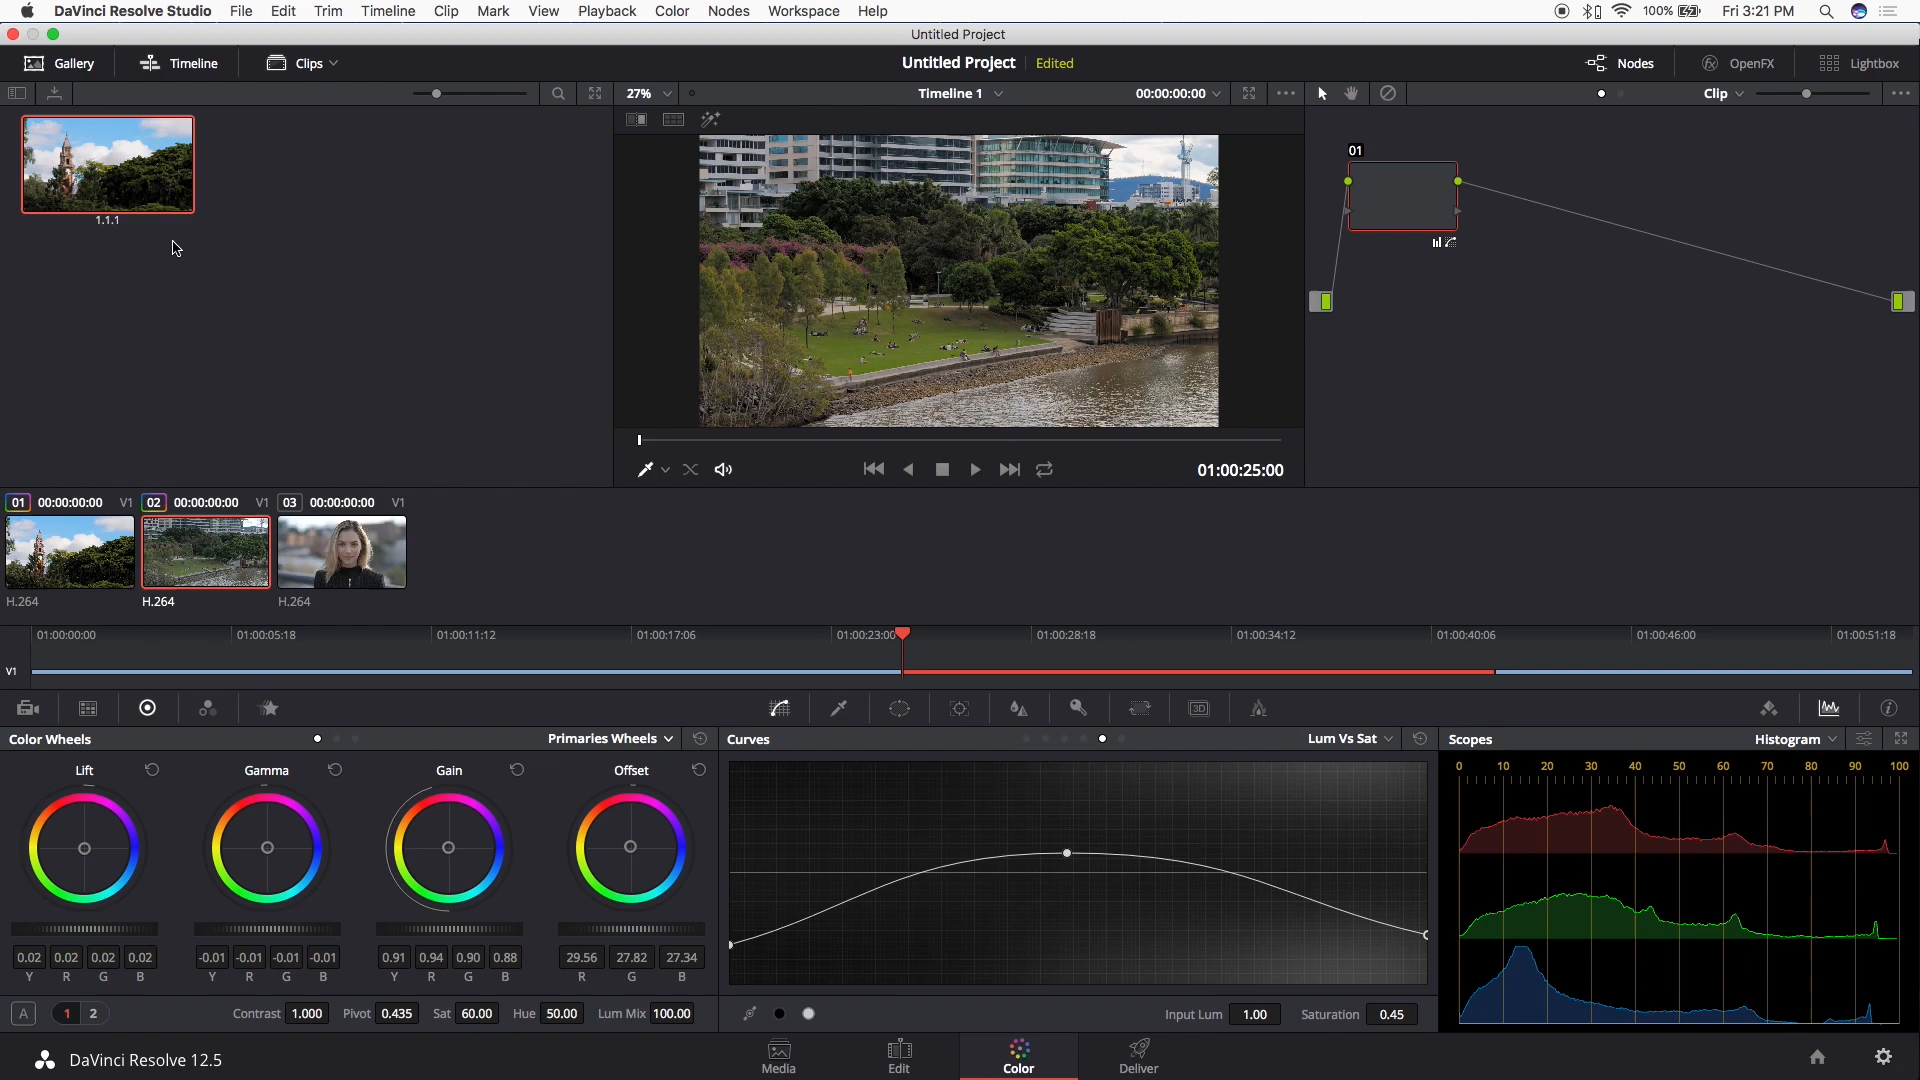 DaVinci Resolve Studio File Edit Trim Timeline Clip Mark View Playback Color Nodes Workspace Help 100% Fri 3:21 PM
Untitled Project
Gallery Timeline Clips Untitled Project Edited Nodes fx OpenFX Lightbox
27% Timeline 1 00:00:00:00 Clip
1.1.1
01
01:00:25:00
01 00:00:00:00 V1 02 00:00:00:00 V1 03 00:00:00:00 V1
H.264 H.264 H.264
01:00:00:00 01:00:05:18 01:00:11:12 01:00:17:06 01:00:23:00 01:00:28:18 01:00:34:12 01:00:40:06 01:00:46:00 01:00:51:18
V1
3D
Color Wheels Primaries Wheels Curves Lum Vs Sat Scopes Histogram
Lift Gamma Gain Offset
0 10 20 30 40 50 60 70 80 90 100
0.02 0.02 0.02 0.02 -0.01 -0.01 -0.01 -0.01 0.91 0.94 0.90 0.88 29.56 27.82 27.34
Y R G B Y R G B Y R G B R G B
A 1 2 Contrast 1.000 Pivot 0.435 Sat 60.00 Hue 50.00 Lum Mix 100.00 Input Lum 1.00 Saturation 0.45
DaVinci Resolve 12.5 Media Edit Color Deliver